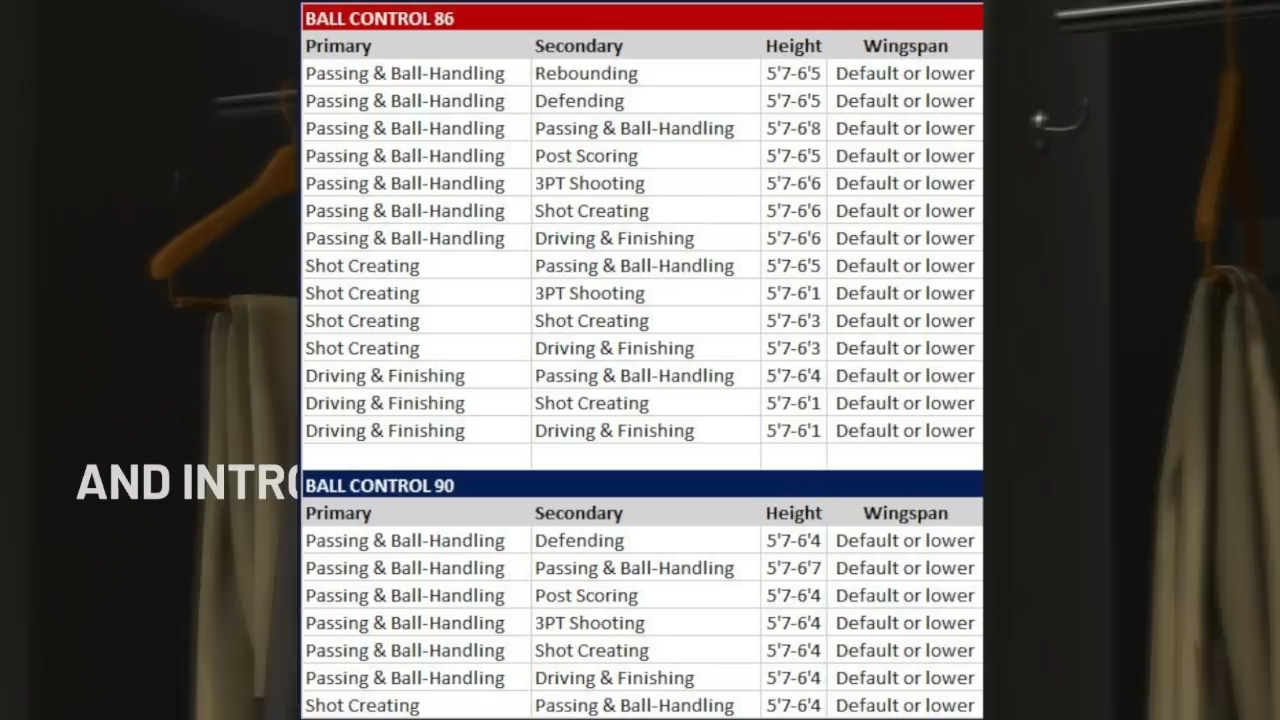 BALL CONTROL 86
Primary Secondary Height Wingspan
Passing & Ball-Handling Rebounding 5'7-6'5 Default or lower
Passing & Ball-Handling Defending 5'7-6'5 Default or lower
Passing & Ball-Handling Passing & Ball-Handling 5'7-6'8 Default or lower
Passing & Ball-Handling Post Scoring 5'7-6'5 Default or lower
Passing & Ball-Handling 3PT Shooting 5'7-6'6 Default or lower
Passing & Ball-Handling Shot Creating 5'7-6'6 Default or lower
Passing & Ball-Handling Driving & Finishing 5'7-6'6 Default or lower
Shot Creating Passing & Ball-Handling 5'7-6'5 Default or lower
Shot Creating 3PT Shooting 5'7-6'1 Default or lower
Shot Creating Shot Creating 5'7-6'3 Default or lower
Shot Creating Driving & Finishing 5'7-6'3 Default or lower
Driving & Finishing Passing & Ball-Handling 5'7-6'4 Default or lower
Driving & Finishing Shot Creating 5'7-6'1 Default or lower
Driving & Finishing Driving & Finishing 5'7-6'1 Default or lower
AND INTRO
BALL CONTROL 90
Primary Secondary Height Wingspan
Passing & Ball-Handling Defending 5'7-6'4 Default or lower
Passing & Ball-Handling Passing & Ball-Handling 5'7-6'7 Default or lower
Passing & Ball-Handling Post Scoring 5'7-6'4 Default or lower
Passing & Ball-Handling 3PT Shooting 5'7-6'4 Default or lower
Passing & Ball-Handling Shot Creating 5'7-6'4 Default or lower
Passing & Ball-Handling Driving & Finishing 5'7-6'4 Default or lower
Shot Creating Passing & Ball-Handling 5'7-6'4 Default or lower